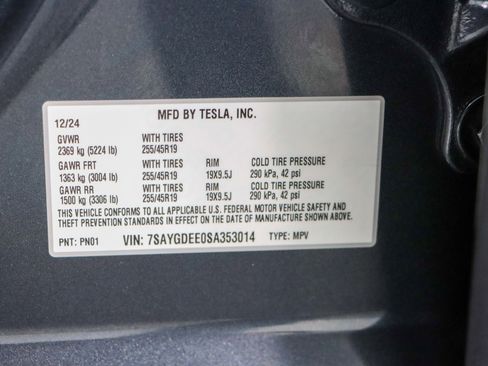 12/24 MFD BY TESLA, INC.
GVWR WITH TIRES
2369 kg (5224 lb) 255/45R19
GAWR FRT WITH TIRES RIM COLD TIRE PRESSURE
1363 kg (3004 lb) 255/45R19 19X9.5J 290 kPa, 42 psi
GAWR RR WITH TIRES RIM COLD TIRE PRESSURE
1500 kg (3306 lb) 255/45R19 19X9.5J 290 kPa, 42 psi
THIS VEHICLE CONFORMS TO ALL APPLICABLE U.S. FEDERAL MOTOR VEHICLE SAFETY AND
THEFT PREVENTION STANDARDS IN EFFECT ON THE DATE OF MANUFACTURE SHOWN ABOVE.
PNT: PN01 VIN: 7SAYGDEE0SA353014 TYPE: MPV